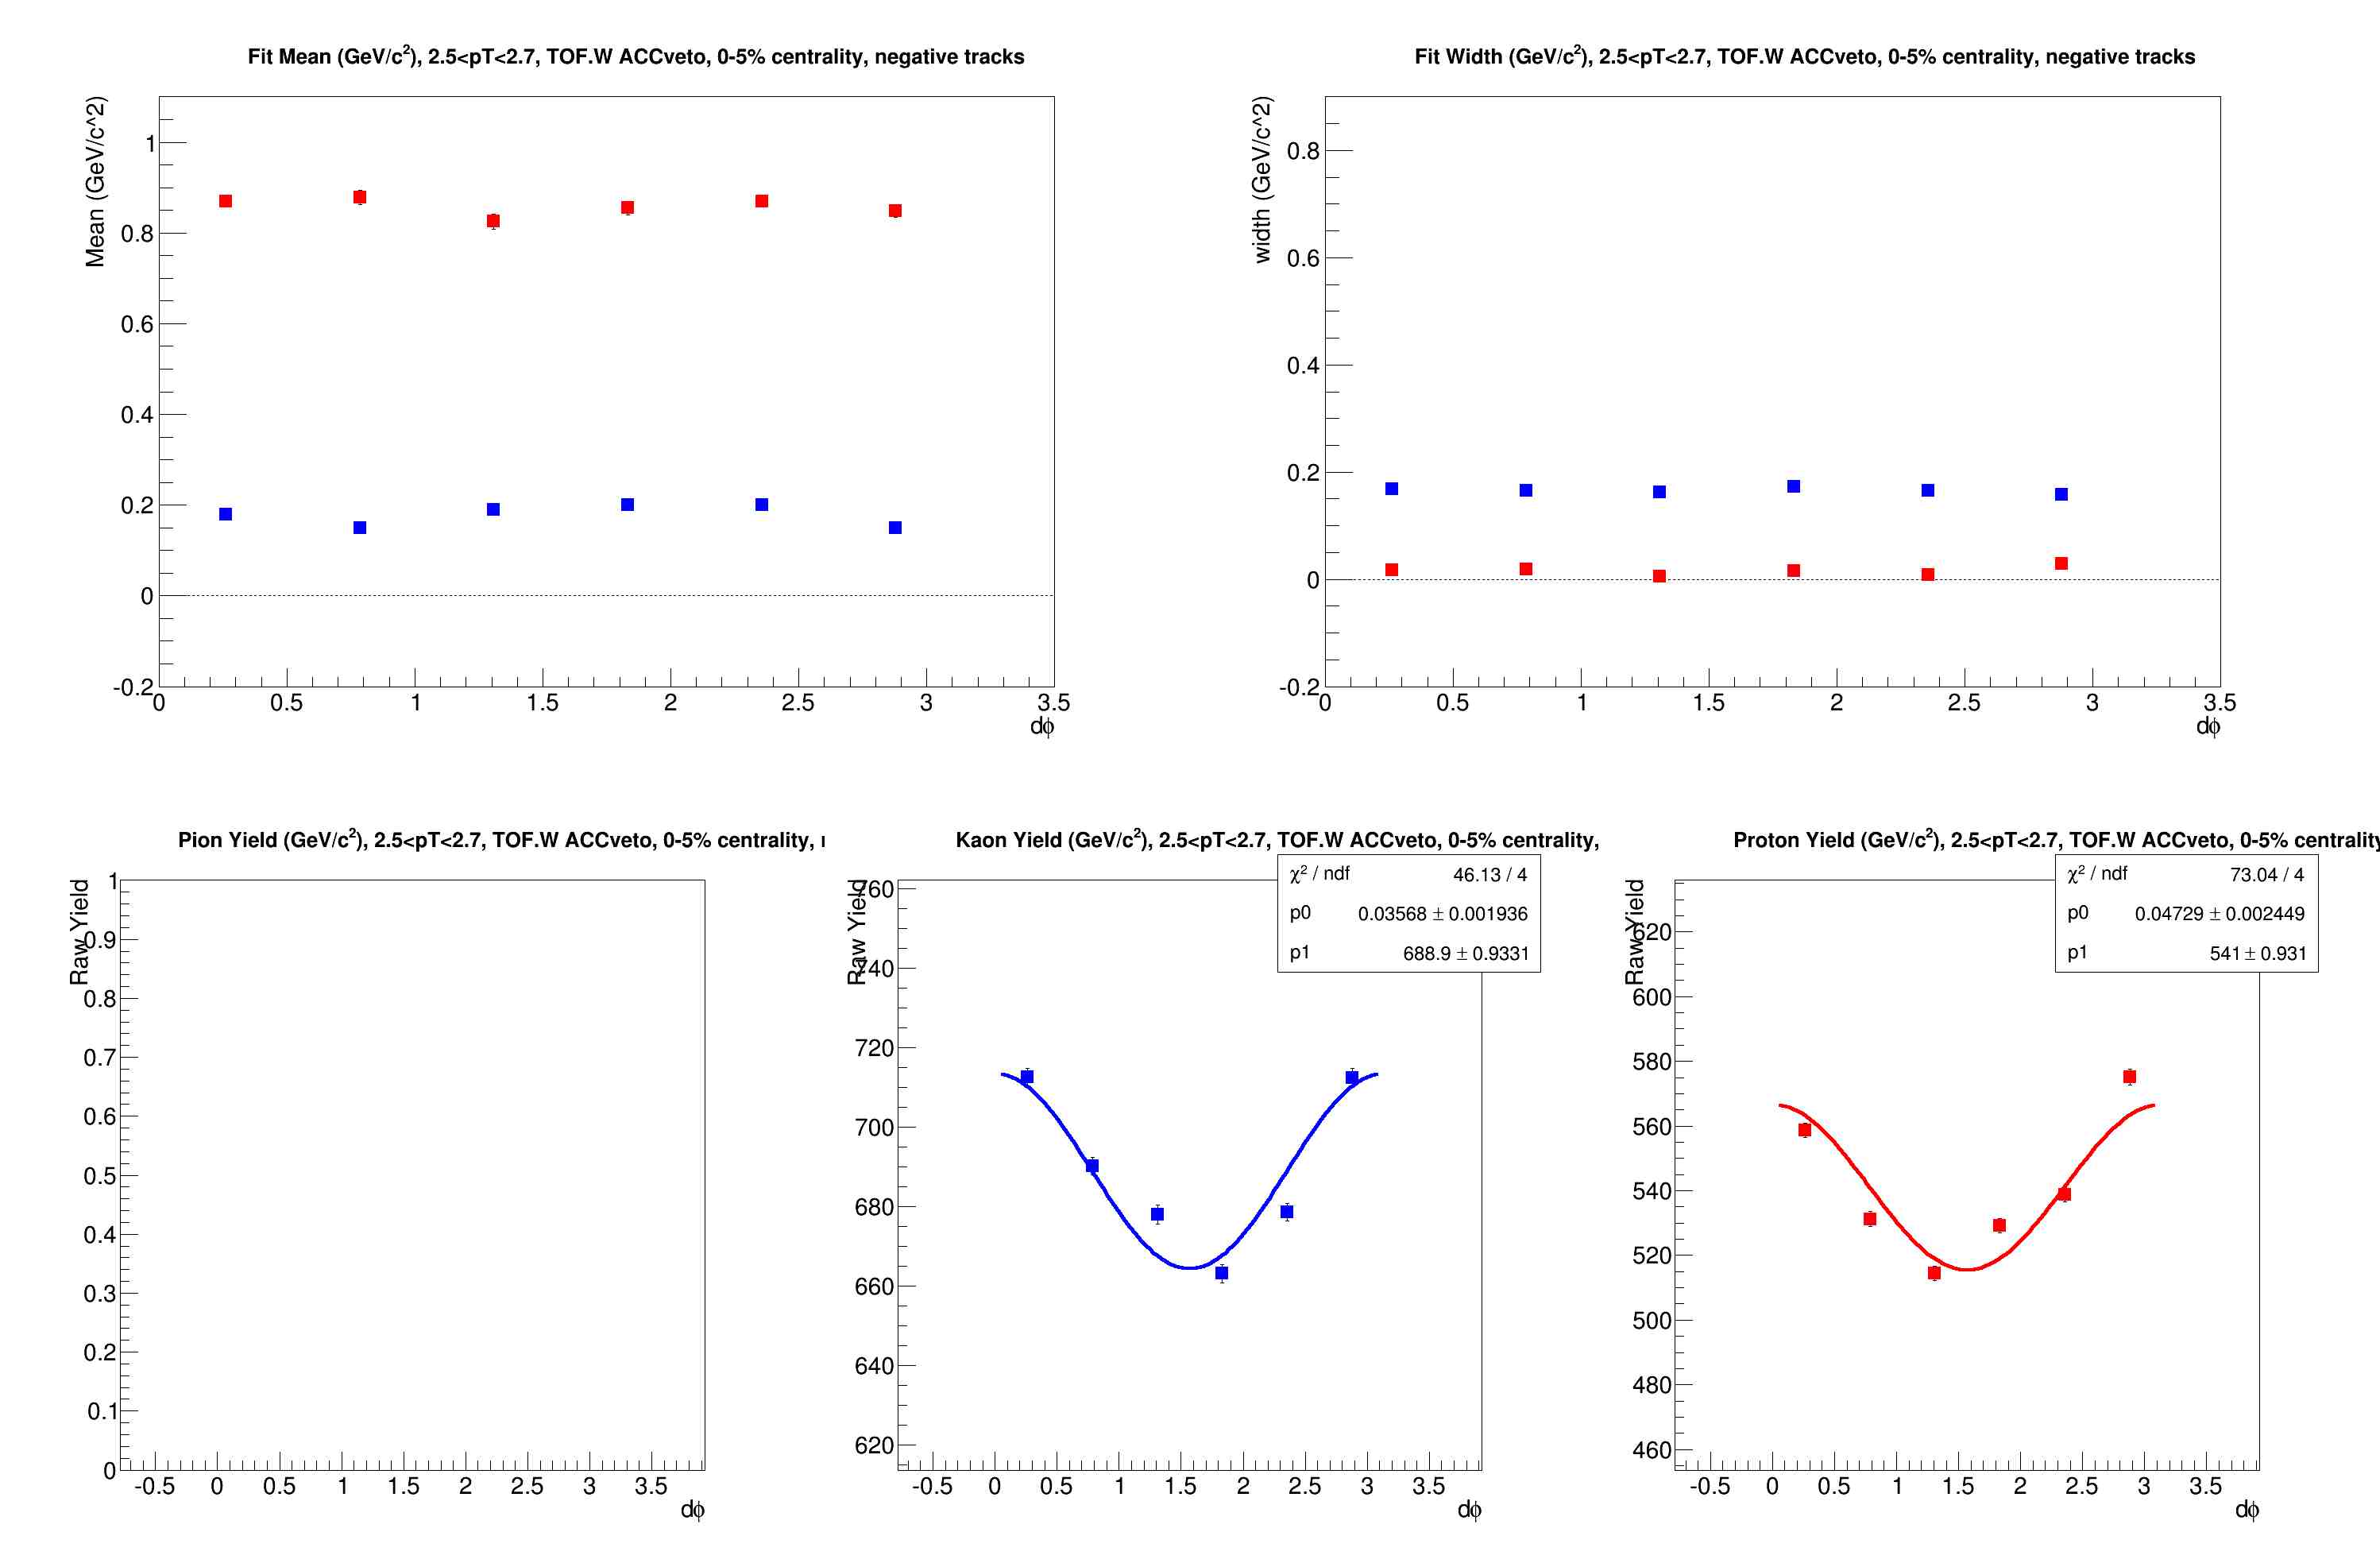 Fit Mean (GeV/c²), 2.5<pT<2.7, TOF.W ACCveto, 0-5% centrality, negative tracks
Mean (GeV/c^2)
1
0.8
0.6
0.4
0.2
0
-0.2
0 0.5 1 1.5 2 2.5 3 3.5
dϕ
Fit Width (GeV/c²), 2.5<pT<2.7, TOF.W ACCveto, 0-5% centrality, negative tracks
width (GeV/c^2)
0.8
0.6
0.4
0.2
0
-0.2
0 0.5 1 1.5 2 2.5 3 3.5
dϕ
Pion Yield (GeV/c²), 2.5<pT<2.7, TOF.W ACCveto, 0-5% centrality,
Raw Yield
1
0.9
0.8
0.7
0.6
0.5
0.4
0.3
0.2
0.1
0
-0.5 0 0.5 1 1.5 2 2.5 3 3.5
dϕ
Kaon Yield (GeV/c²), 2.5<pT<2.7, TOF.W ACCveto, 0-5% centrality,
χ² / ndf 46.13 / 4
p0 0.03568 ± 0.001936
p1 688.9 ± 0.9331
Raw Yield
760
740
720
700
680
660
640
620
-0.5 0 0.5 1 1.5 2 2.5 3 3.5
dϕ
Proton Yield (GeV/c²), 2.5<pT<2.7, TOF.W ACCveto, 0-5% centrality
χ² / ndf 73.04 / 4
p0 0.04729 ± 0.002449
p1 541 ± 0.931
Raw Yield
620
600
580
560
540
520
500
480
460
-0.5 0 0.5 1 1.5 2 2.5 3 3.5
dϕ